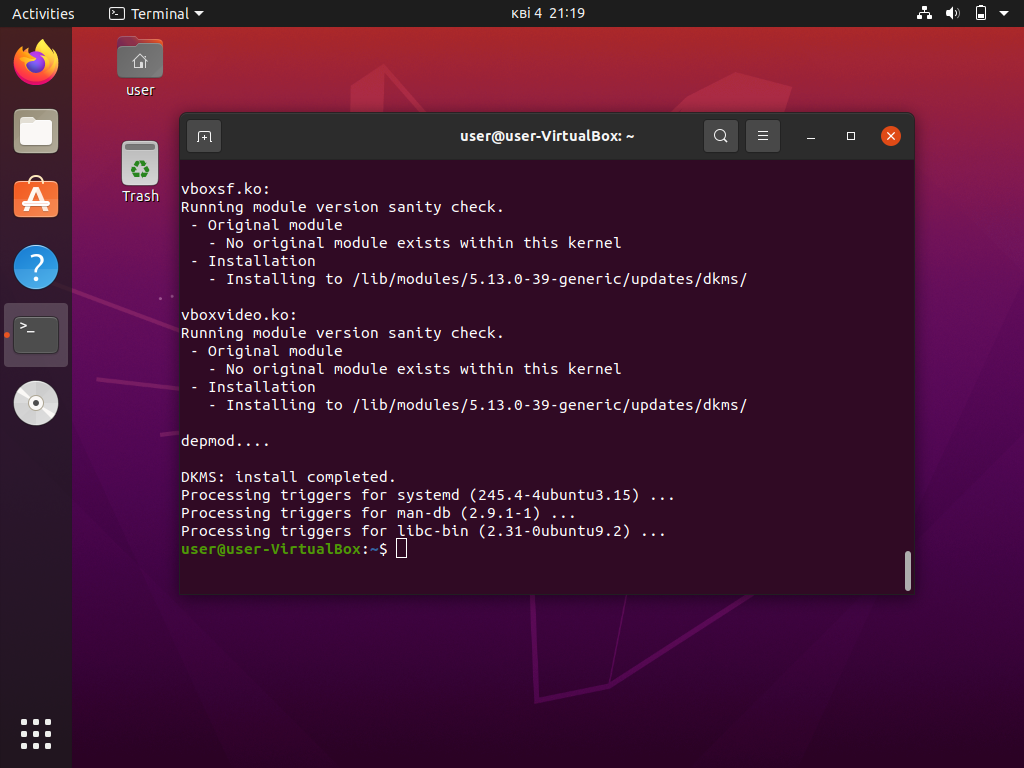 Activities
Terminal
кві 4 21:19
user
Trash
user@user-VirtualBox: ~
vboxsf.ko:
Running module version sanity check.
- Original module
- No original module exists within this kernel
- Installation
- Installing to /lib/modules/5.13.0-39-generic/updates/dkms/
vboxvideo.ko:
Running module version sanity check.
- Original module
- No original module exists within this kernel
- Installation
- Installing to /lib/modules/5.13.0-39-generic/updates/dkms/
depmod....
DKMS: install completed.
Processing triggers for systemd (245.4-4ubuntu3.15) ...
Processing triggers for man-db (2.9.1-1) ...
Processing triggers for libc-bin (2.31-0ubuntu9.2) ...
user@user-VirtualBox:~$